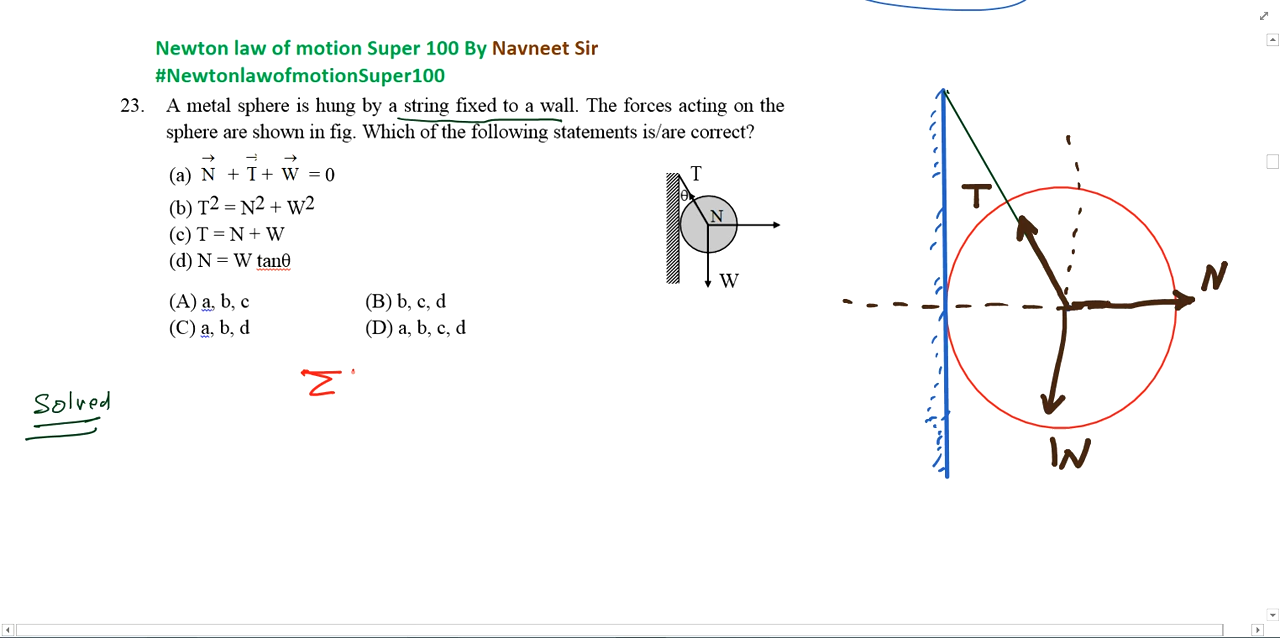 Newton law of motion Super 100 By Navneet Sir
#NewtonlawofmotionSuper100
23. A metal sphere is hung by a string fixed to a wall. The forces acting on the
sphere are shown in fig. Which of the following statements is/are correct?
(a) N⃗ + T⃗ + W⃗ = 0
(b) T² = N² + W²
(c) T = N + W
(d) N = W tanθ
(A) a, b, c (B) b, c, d
(C) a, b, d (D) a, b, c, d
T
θ
N
W
Σ
Solved
T
N
W